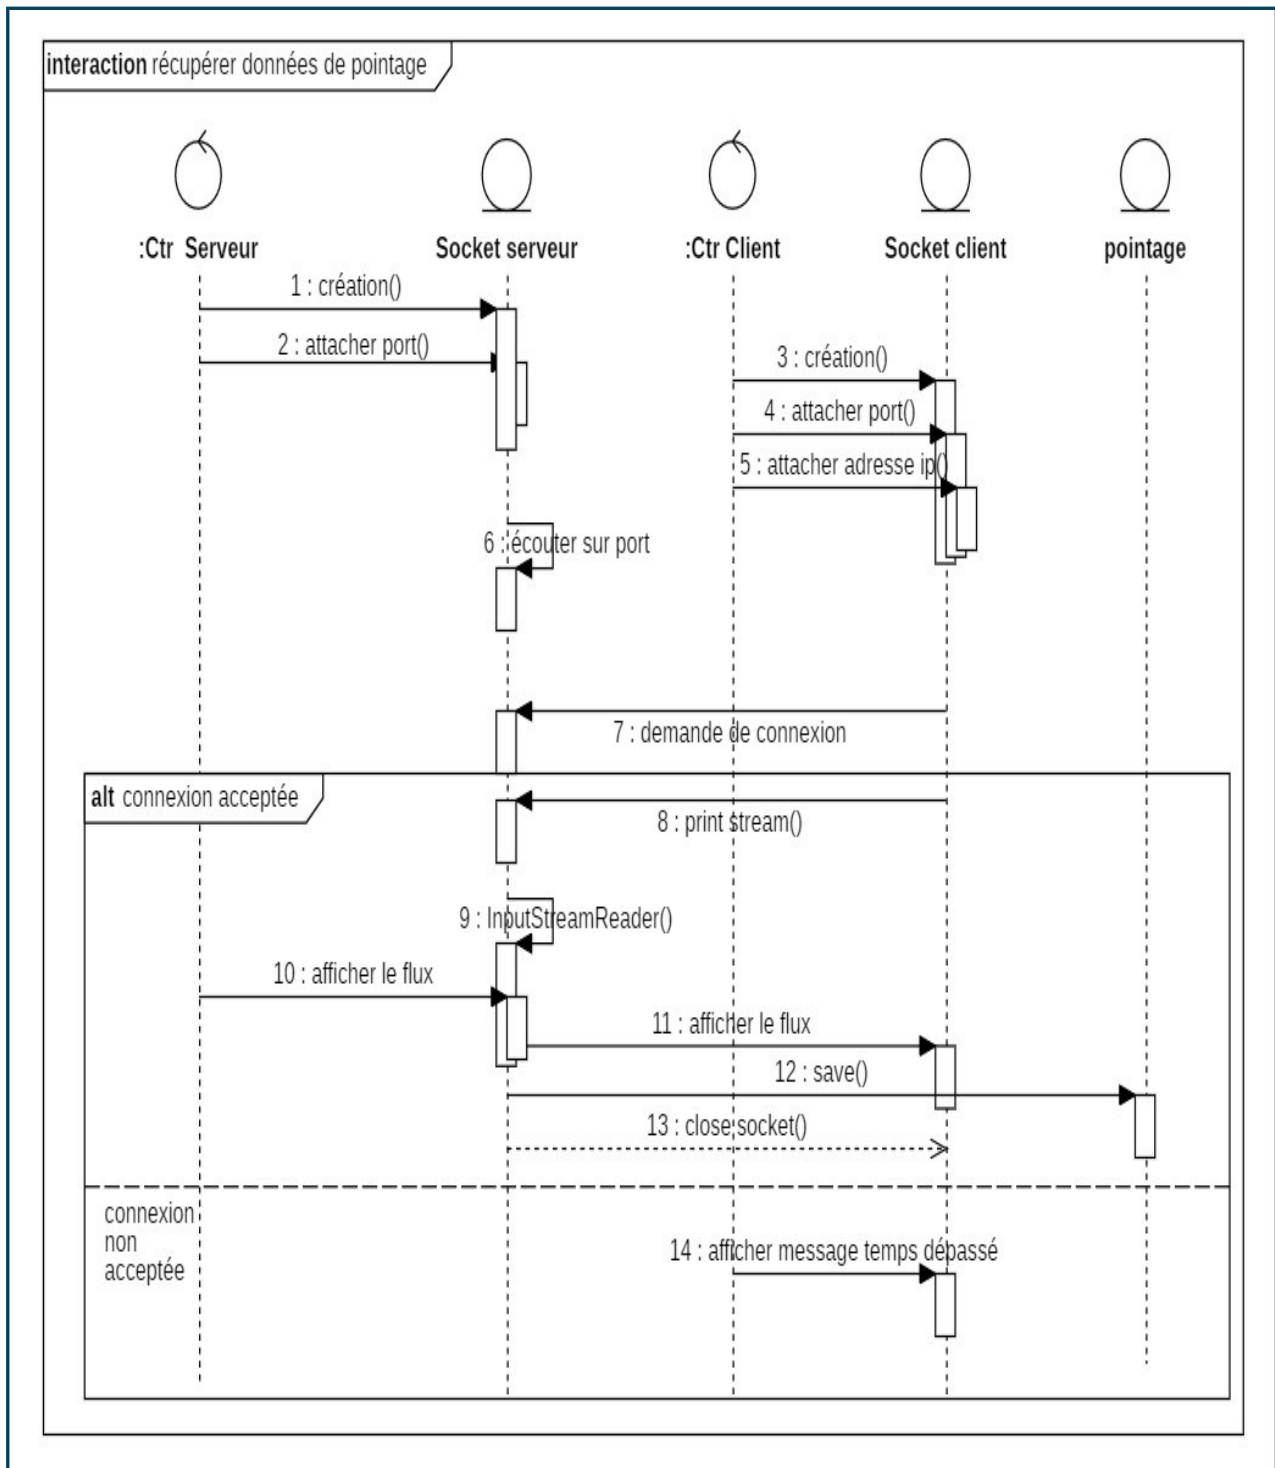 interaction récupérer données de pointage
:Ctr Serveur
Socket serveur
:Ctr Client
Socket client
pointage
1 : création()
2 : attacher port()
3 : création()
4 : attacher port()
5 : attacher adresse ip()
6 : écouter sur port
7 : demande de connexion
alt connexion acceptée
8 : print stream()
9 : InputStreamReader()
10 : afficher le flux
11 : afficher le flux
12 : save()
13 : close socket()
connexion
non
acceptée
14 : afficher message temps dépassé